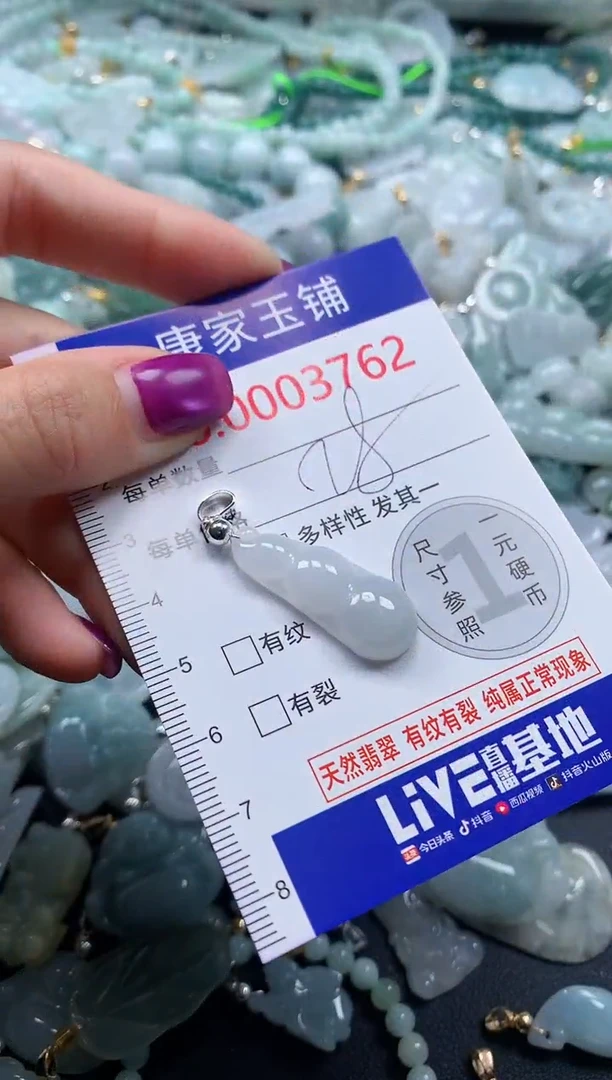 唐家玉铺
0003762
每单数量 78
多样性 发其一
尺寸参照
1
一元硬币
3
4
5
6
7
8
有纹
有裂
天然翡翠 有纹有裂 纯属正常现象
LiVE直播基地
今日头条 抖音 西瓜视频 抖音火山版